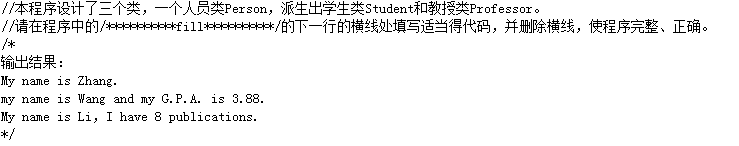 //本程序设计了三个类，一个人员类Person，派生出学生类Student和教授类Professor。
//请在程序中的/**********fill**********/的下一行的横线处填写适当得代码，并删除横线，使程序完整、正确。
/*
输出结果：
My name is Zhang.
my name is Wang and my G.P.A. is 3.88.
My name is Li, I have 8 publications.
*/